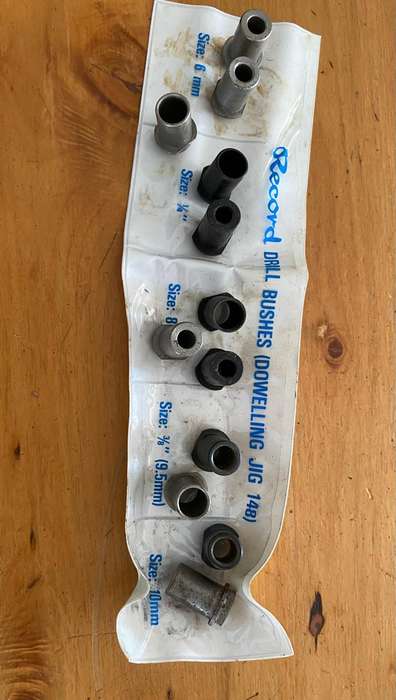 Record DRILL BUSHES (DOWELLING JIG 148)
Size: 6 mm
Size: ¼"
Size: 8
Size: ⅜" (9.5mm)
Size: 10mm